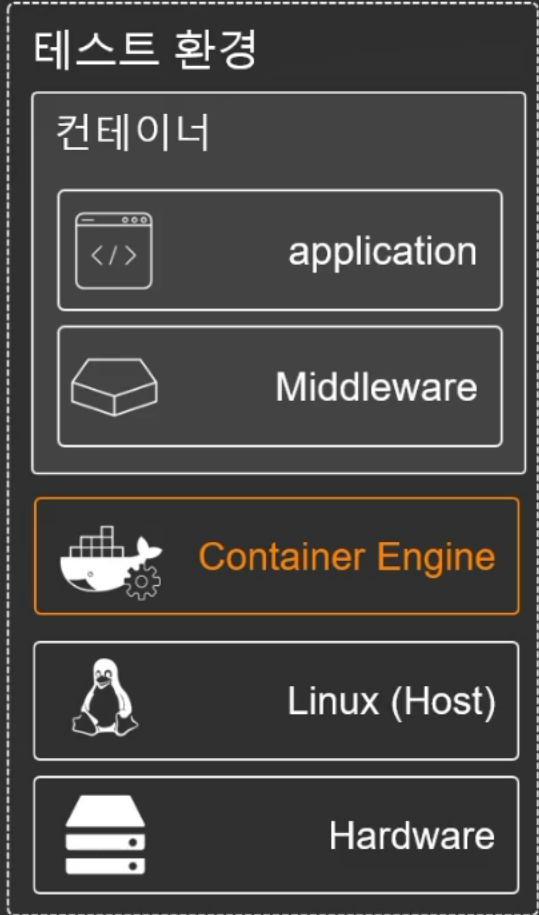 테스트 환경
컨테이너
</>
application
Middleware
Container Engine
Linux (Host)
Hardware